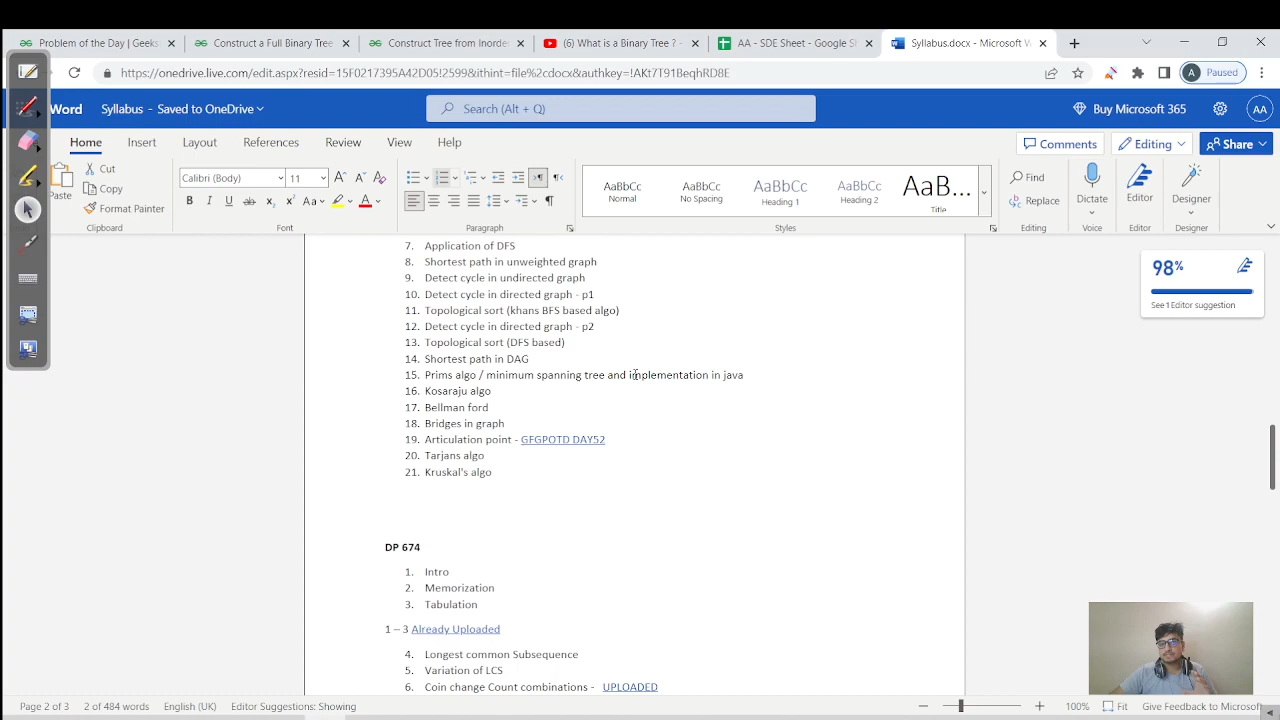 Problem of the Day | Geeks
Construct a Full Binary Tree
Construct Tree from Inorder
(6) What is a Binary Tree ? -
AA - SDE Sheet - Google S
Syllabus.docx - Microsoft W
https://onedrive.live.com/edit.aspx?resid=15F0217395AA0D05!2599&ithint=file%2cdocx&authkey=!AKt7T91BeqhRD8E
A Paused
Word Syllabus - Saved to OneDrive
Search (Alt + Q)
Buy Microsoft 365
AA
Home Insert Layout References Review View Help
Comments Editing Share
Paste
Cut
Copy
Format Painter
Calibri (Body) 11
AaBbCc Normal
AaBbCc No Spacing
AaBbCc Heading 1
AaBbCc Heading 2
AaB... Title
Find
Replace
Dictate
Editor
Designer
Clipboard Font Paragraph Styles Editing Voice Editor Designer
98%
See 1 Editor suggestion
7. Application of DFS
8. Shortest path in unweighted graph
9. Detect cycle in undirected graph
10. Detect cycle in directed graph - p1
11. Topological sort (khans BFS based algo)
12. Detect cycle in directed graph - p2
13. Topological sort (DFS based)
14. Shortest path in DAG
15. Prims algo / minimum spanning tree and implementation in java
16. Kosaraju algo
17. Bellman ford
18. Bridges in graph
19. Articulation point - GFGPOTD DAY52
20. Tarjans algo
21. Kruskal's algo
DP 674
1. Intro
2. Memorization
3. Tabulation
1 – 3 Already Uploaded
4. Longest common Subsequence
5. Variation of LCS
6. Coin change Count combinations - UPLOADED
Page 2 of 3 2 of 484 words English (UK) Editor Suggestions: Showing
100% Fit Give Feedback to Microsoft